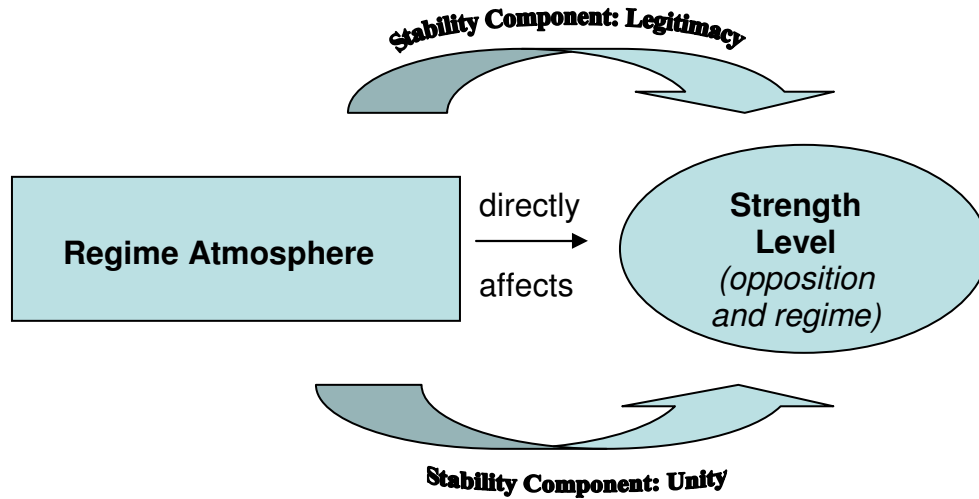 Stability Component: Legitimacy
Regime Atmosphere
directly
affects
Strength
Level
(opposition
and regime)
Stability Component: Unity